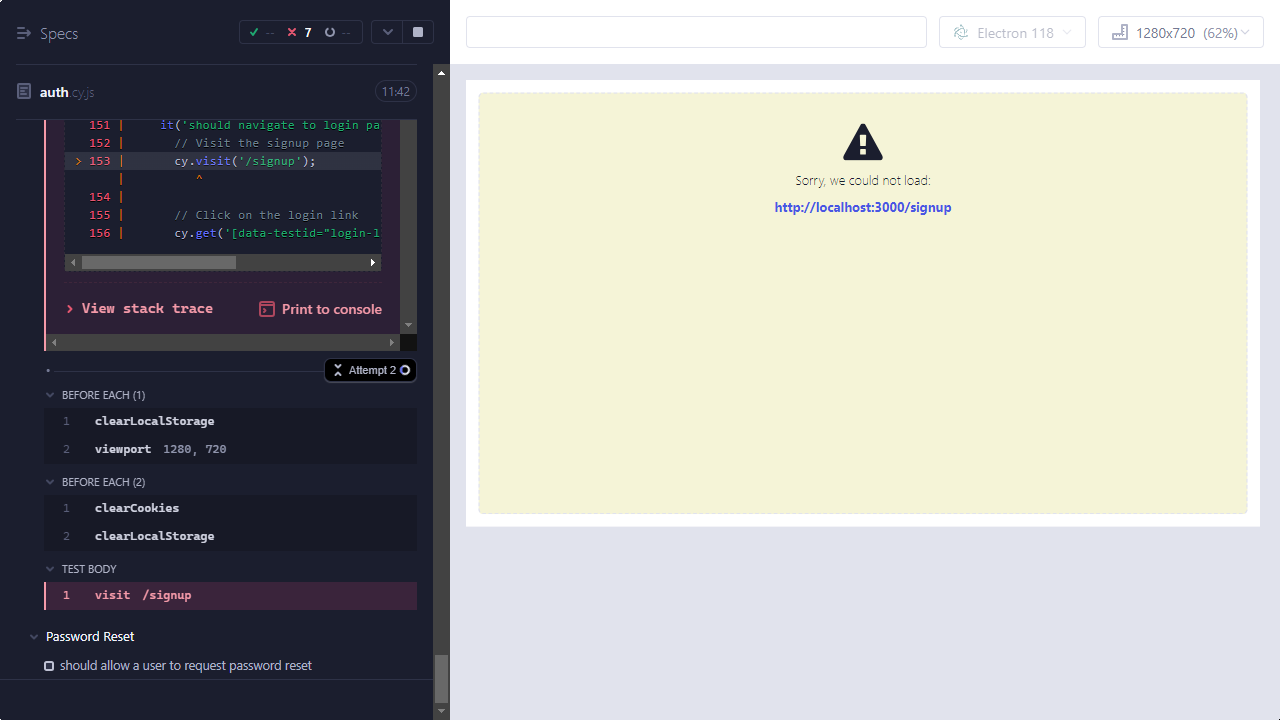 Specs
-- 7 --
auth.cy.js
11:42
151 | it('should navigate to login pa
152 | // Visit the signup page
> 153 | cy.visit('/signup');
| ^
154 |
155 | // Click on the login link
156 | cy.get('[data-testid="login-l
View stack trace
Print to console
Attempt 2
BEFORE EACH (1)
1 clearLocalStorage
2 viewport 1280, 720
BEFORE EACH (2)
1 clearCookies
2 clearLocalStorage
TEST BODY
1 visit /signup
Password Reset
should allow a user to request password reset
Electron 118
1280x720 (62%)
Sorry, we could not load:
http://localhost:3000/signup